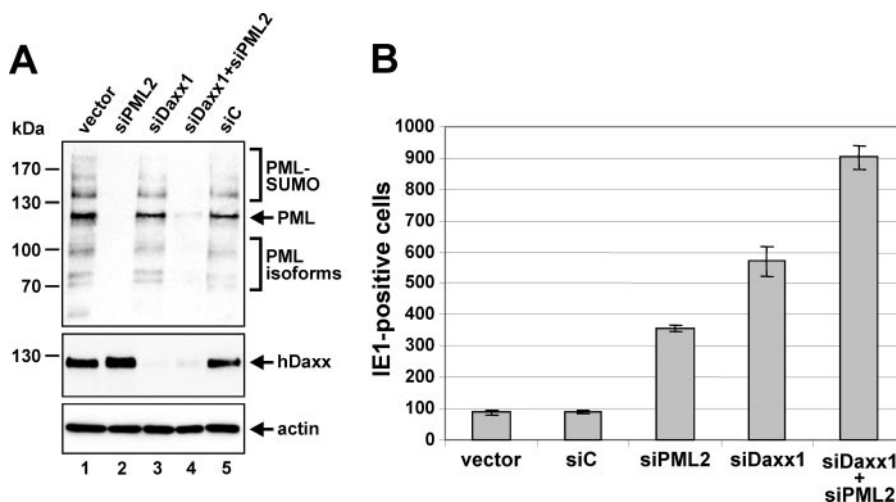 A
kDa
vector
siPML2
siDaxx1
siDaxx1+siPML2
siC
170
130
100
70
PML-
SUMO
PML
PML
isoforms
130
hDaxx
actin
1 2 3 4 5
B
IE1-positive cells
1000
900
800
700
600
500
400
300
200
100
0
vector
siC
siPML2
siDaxx1
siDaxx1
+
siPML2